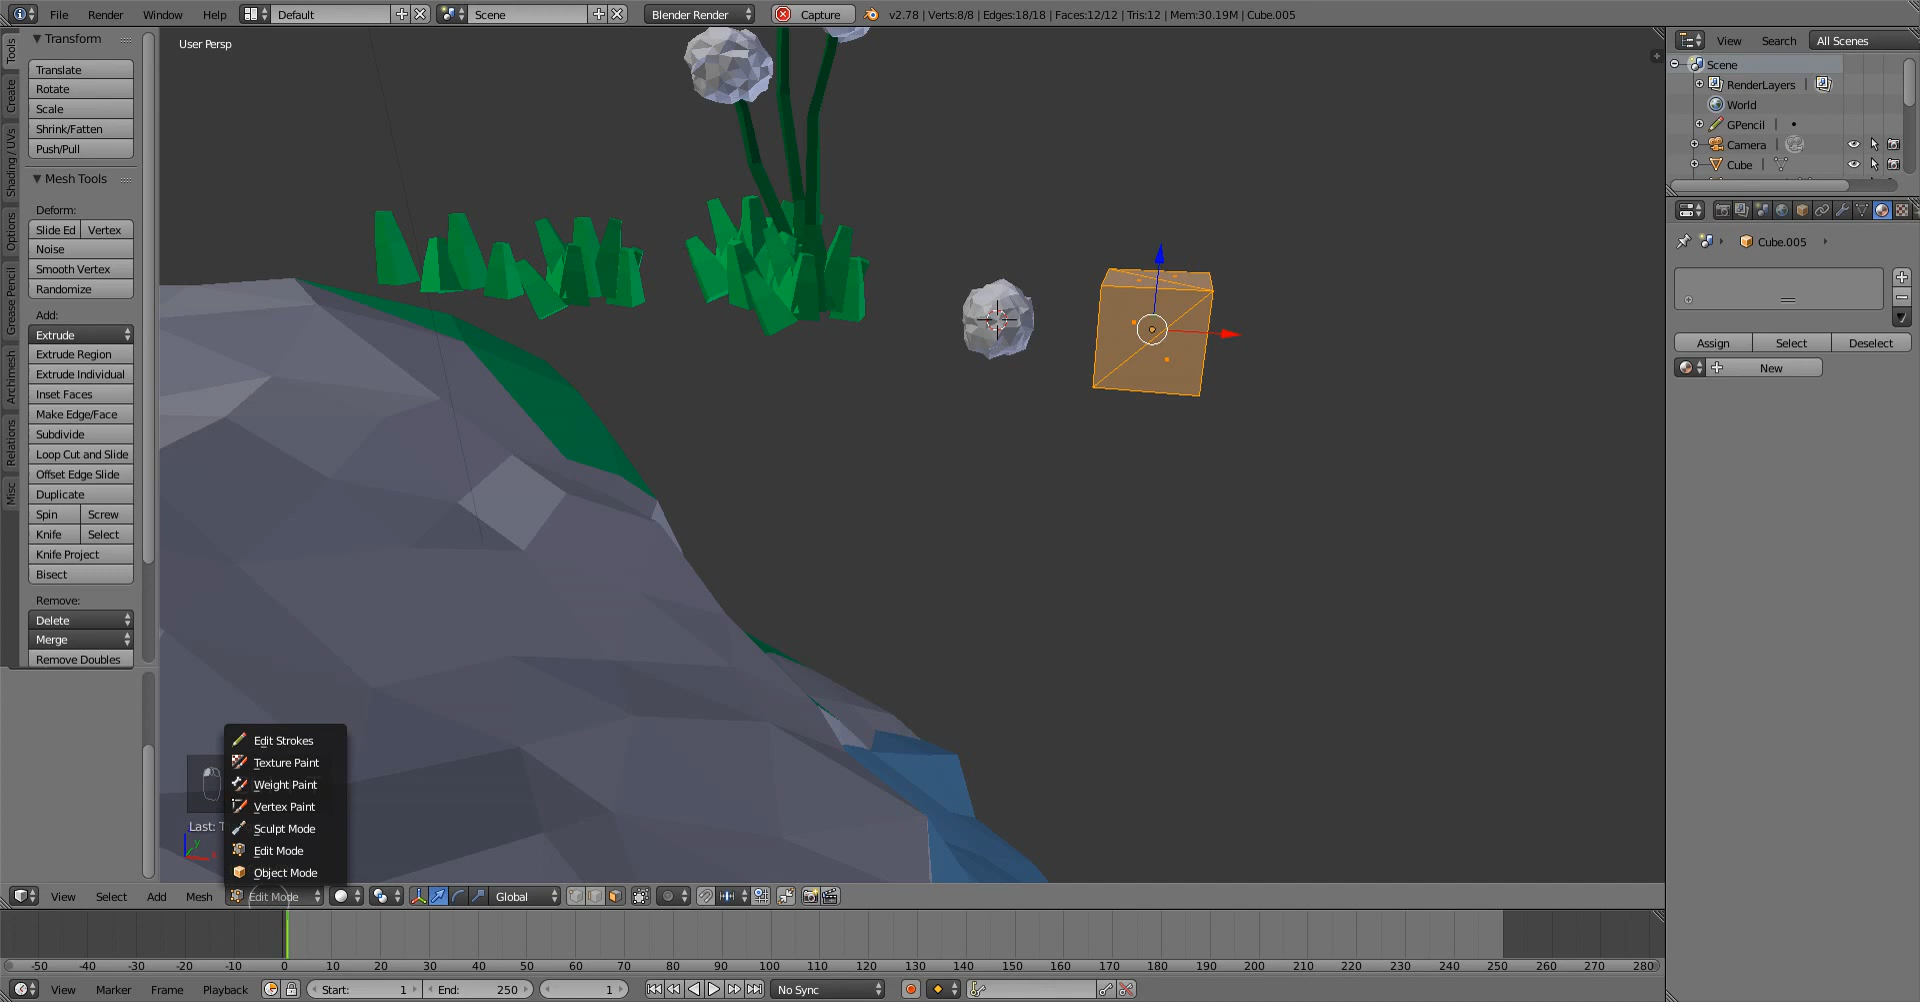 File Render Window Help Default Scene Blender Render Capture v2.78 | Verts:8/8 | Edges:18/18 | Faces:12/12 | Tris:12 | Mem:30.19M | Cube.005
Tools
Create
Shading / UVs
Options
Grease Pencil
Archimesh
Relations
Misc
Transform
Translate
Rotate
Scale
Shrink/Fatten
Push/Pull
Mesh Tools
Deform:
Slide Ed Vertex
Noise
Smooth Vertex
Randomize
Add:
Extrude
Extrude Region
Extrude Individual
Inset Faces
Make Edge/Face
Subdivide
Loop Cut and Slide
Offset Edge Slide
Duplicate
Spin Screw
Knife Select
Knife Project
Bisect
Remove:
Delete
Merge
Remove Doubles
User Persp
Edit Strokes
Texture Paint
Weight Paint
Vertex Paint
Sculpt Mode
Edit Mode
Object Mode
Last: T
y
x
View Select Add Mesh Edit Mode Global
View Search All Scenes
Scene
RenderLayers |
World
GPencil |
Camera |
Cube |
Cube.005
Assign Select Deselect
New
-50 -40 -30 -20 -10 0 10 20 30 40 50 60 70 80 90 100 110 120 130 140 150 160 170 180 190 200 210 220 230 240 250 260 270 280
View Marker Frame Playback Start: 1 End: 250 1 No Sync